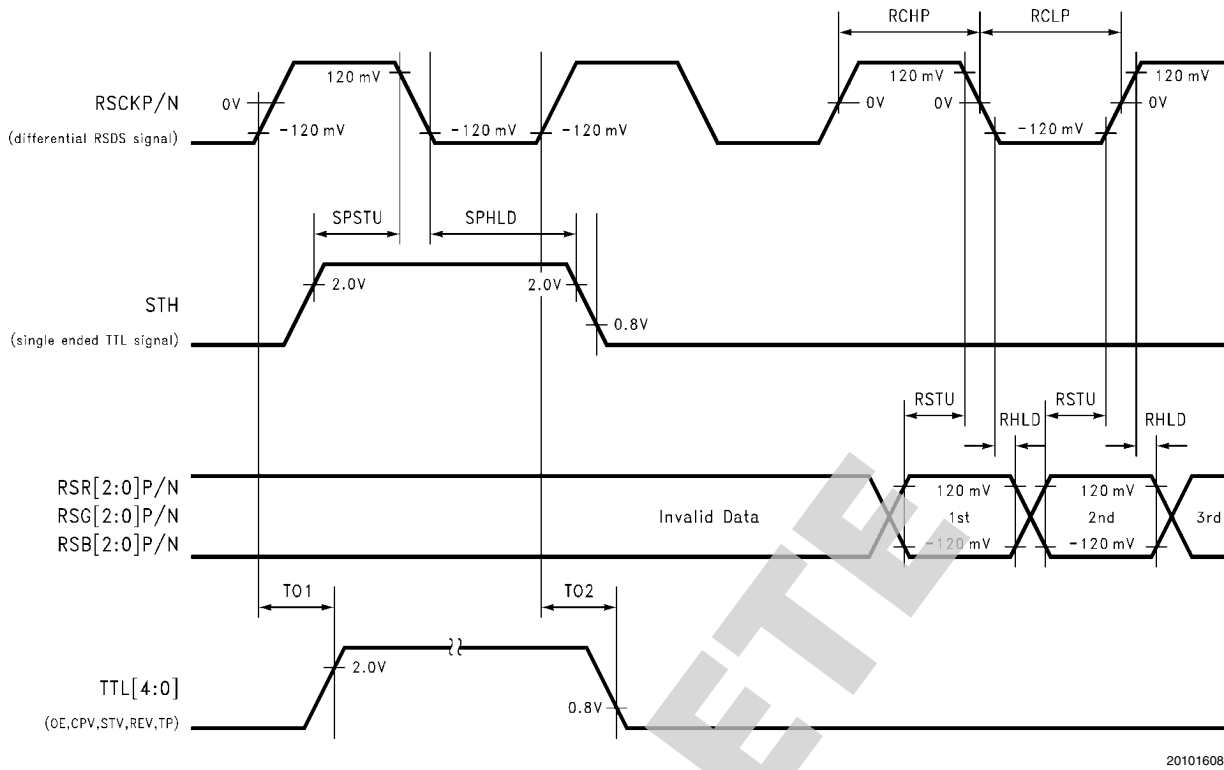 RCHP RCLP
120 mV 120 mV 120 mV
RSCKP/N 0V 0V 0V 0V
(differential RSDS signal) -120 mV -120 mV -120 mV -120 mV
SPSTU SPHLD
2.0V 2.0V
STH
0.8V
(single ended TTL signal)
RSTU RSTU
RHLD RHLD
RSR[2:0]P/N 120 mV 120 mV
RSG[2:0]P/N Invalid Data 1st 2nd 3rd
RSB[2:0]P/N -120 mV -120 mV
TO1 TO2
2.0V
TTL[4:0]
0.8V
(OE,CPV,STV,REV,TP)
ETE
20101608